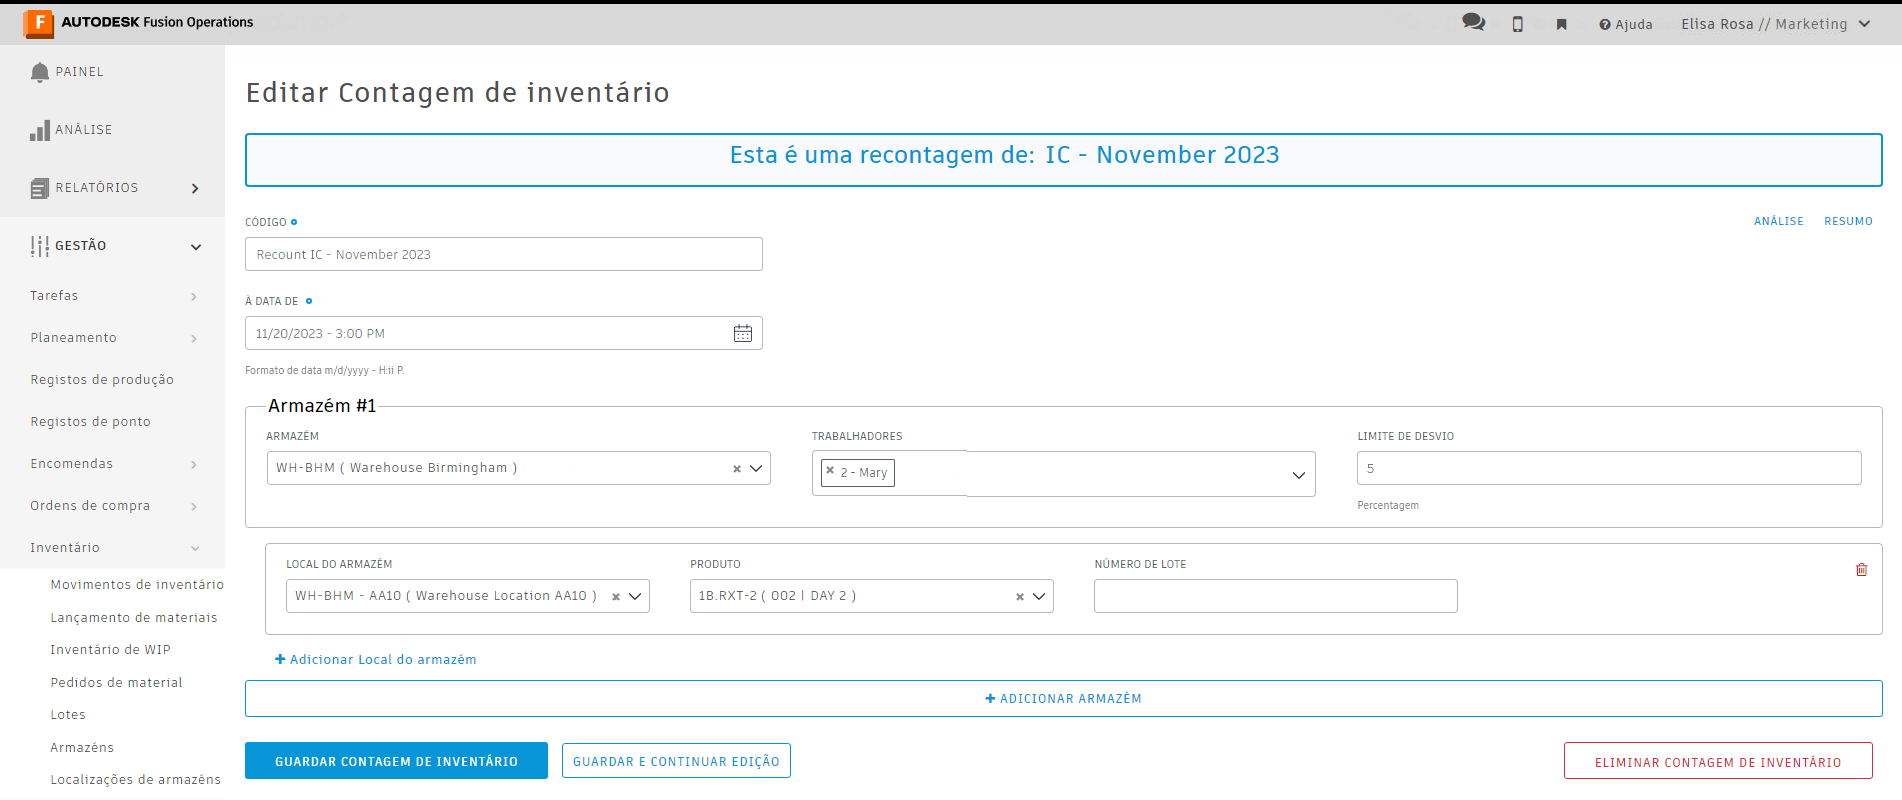 AUTODESK Fusion Operations
Ajuda
Elisa Rosa // Marketing
PAINEL
ANÁLISE
RELATÓRIOS
GESTÃO
Tarefas
Planeamento
Registos de produção
Registos de ponto
Encomendas
Ordens de compra
Inventário
Movimentos de inventário
Lançamento de materiais
Inventário de WIP
Pedidos de material
Lotes
Armazéns
Localizações de armazéns
Editar Contagem de inventário
Esta é uma recontagem de: IC - November 2023
CÓDIGO
ANÁLISE
RESUMO
Recount IC - November 2023
À DATA DE
11/20/2023 - 3:00 PM
Formato de data m/d/yyyy - H:ii P.
Armazém #1
ARMAZÉM
TRABALHADORES
LIMITE DE DESVIO
WH-BHM ( Warehouse Birmingham )
2 - Mary
5
Percentagem
LOCAL DO ARMAZÉM
PRODUTO
NÚMERO DE LOTE
WH-BHM - AA10 ( Warehouse Location AA10 )
1B.RXT-2 ( 002 | DAY 2 )
+ Adicionar Local do armazém
+ ADICIONAR ARMAZÉM
GUARDAR CONTAGEM DE INVENTÁRIO
GUARDAR E CONTINUAR EDIÇÃO
ELIMINAR CONTAGEM DE INVENTÁRIO